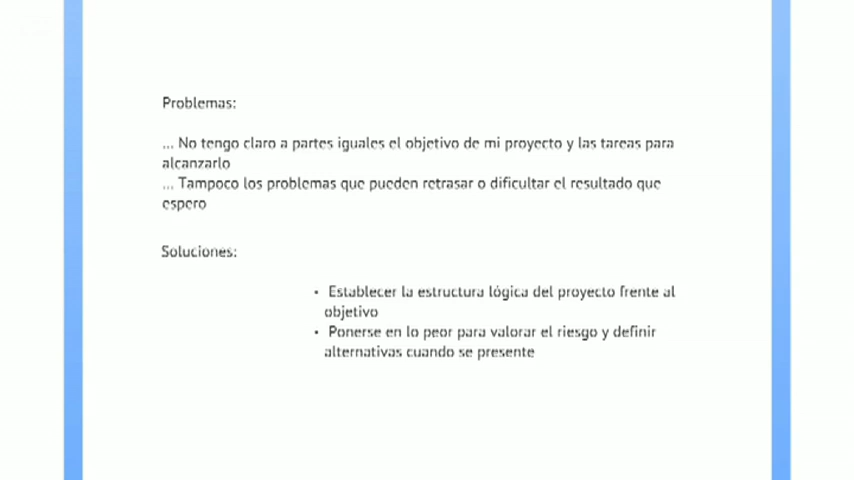 Problemas:
... No tengo claro a partes iguales el objetivo de mi proyecto y las tareas para
alcanzarlo
... Tampoco los problemas que pueden retrasar o dificultar el resultado que
espero
Soluciones:
• Establecer la estructura lógica del proyecto frente al
objetivo
• Ponerse en lo peor para valorar el riesgo y definir
alternativas cuando se presente